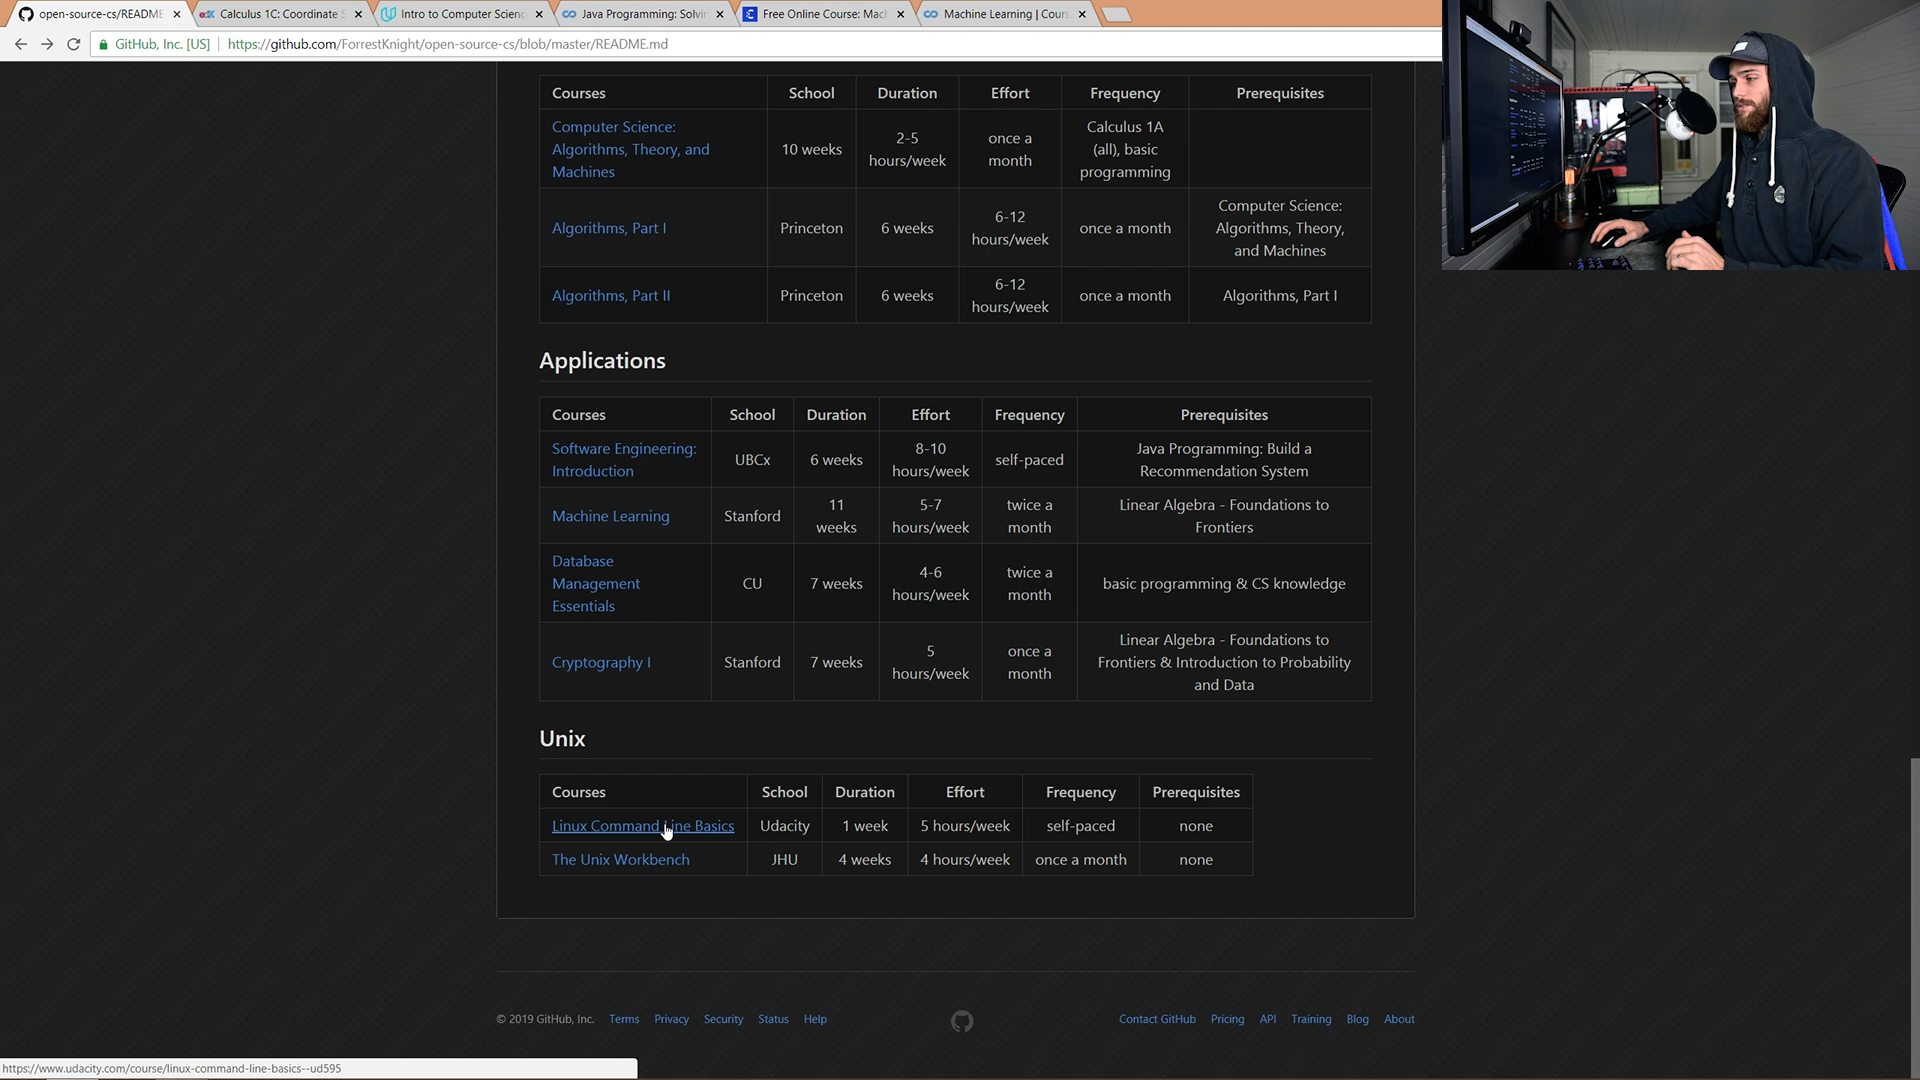 open-source-cs/README
Calculus 1C: Coordinate S
Intro to Computer Scienc
Java Programming: Solvin
Free Online Course: Mac
Machine Learning | Cours
GitHub, Inc. [US]
https://github.com/ForrestKnight/open-source-cs/blob/master/README.md
Courses School Duration Effort Frequency Prerequisites
Computer Science:
Algorithms, Theory, and
Machines
10 weeks
2-5
hours/week
once a
month
Calculus 1A
(all), basic
programming
Algorithms, Part I
Princeton
6 weeks
6-12
hours/week
once a month
Computer Science:
Algorithms, Theory,
and Machines
Algorithms, Part II
Princeton
6 weeks
6-12
hours/week
once a month
Algorithms, Part I
Applications
Courses School Duration Effort Frequency Prerequisites
Software Engineering:
Introduction
UBCx
6 weeks
8-10
hours/week
self-paced
Java Programming: Build a
Recommendation System
Machine Learning
Stanford
11
weeks
5-7
hours/week
twice a
month
Linear Algebra - Foundations to
Frontiers
Database
Management
Essentials
CU
7 weeks
4-6
hours/week
twice a
month
basic programming & CS knowledge
Cryptography I
Stanford
7 weeks
5
hours/week
once a
month
Linear Algebra - Foundations to
Frontiers & Introduction to Probability
and Data
Unix
Courses School Duration Effort Frequency Prerequisites
Linux Command Line Basics Udacity 1 week 5 hours/week self-paced none
The Unix Workbench JHU 4 weeks 4 hours/week once a month none
© 2019 GitHub, Inc. Terms Privacy Security Status Help
Contact GitHub Pricing API Training Blog About
https://www.udacity.com/course/linux-command-line-basics--ud595